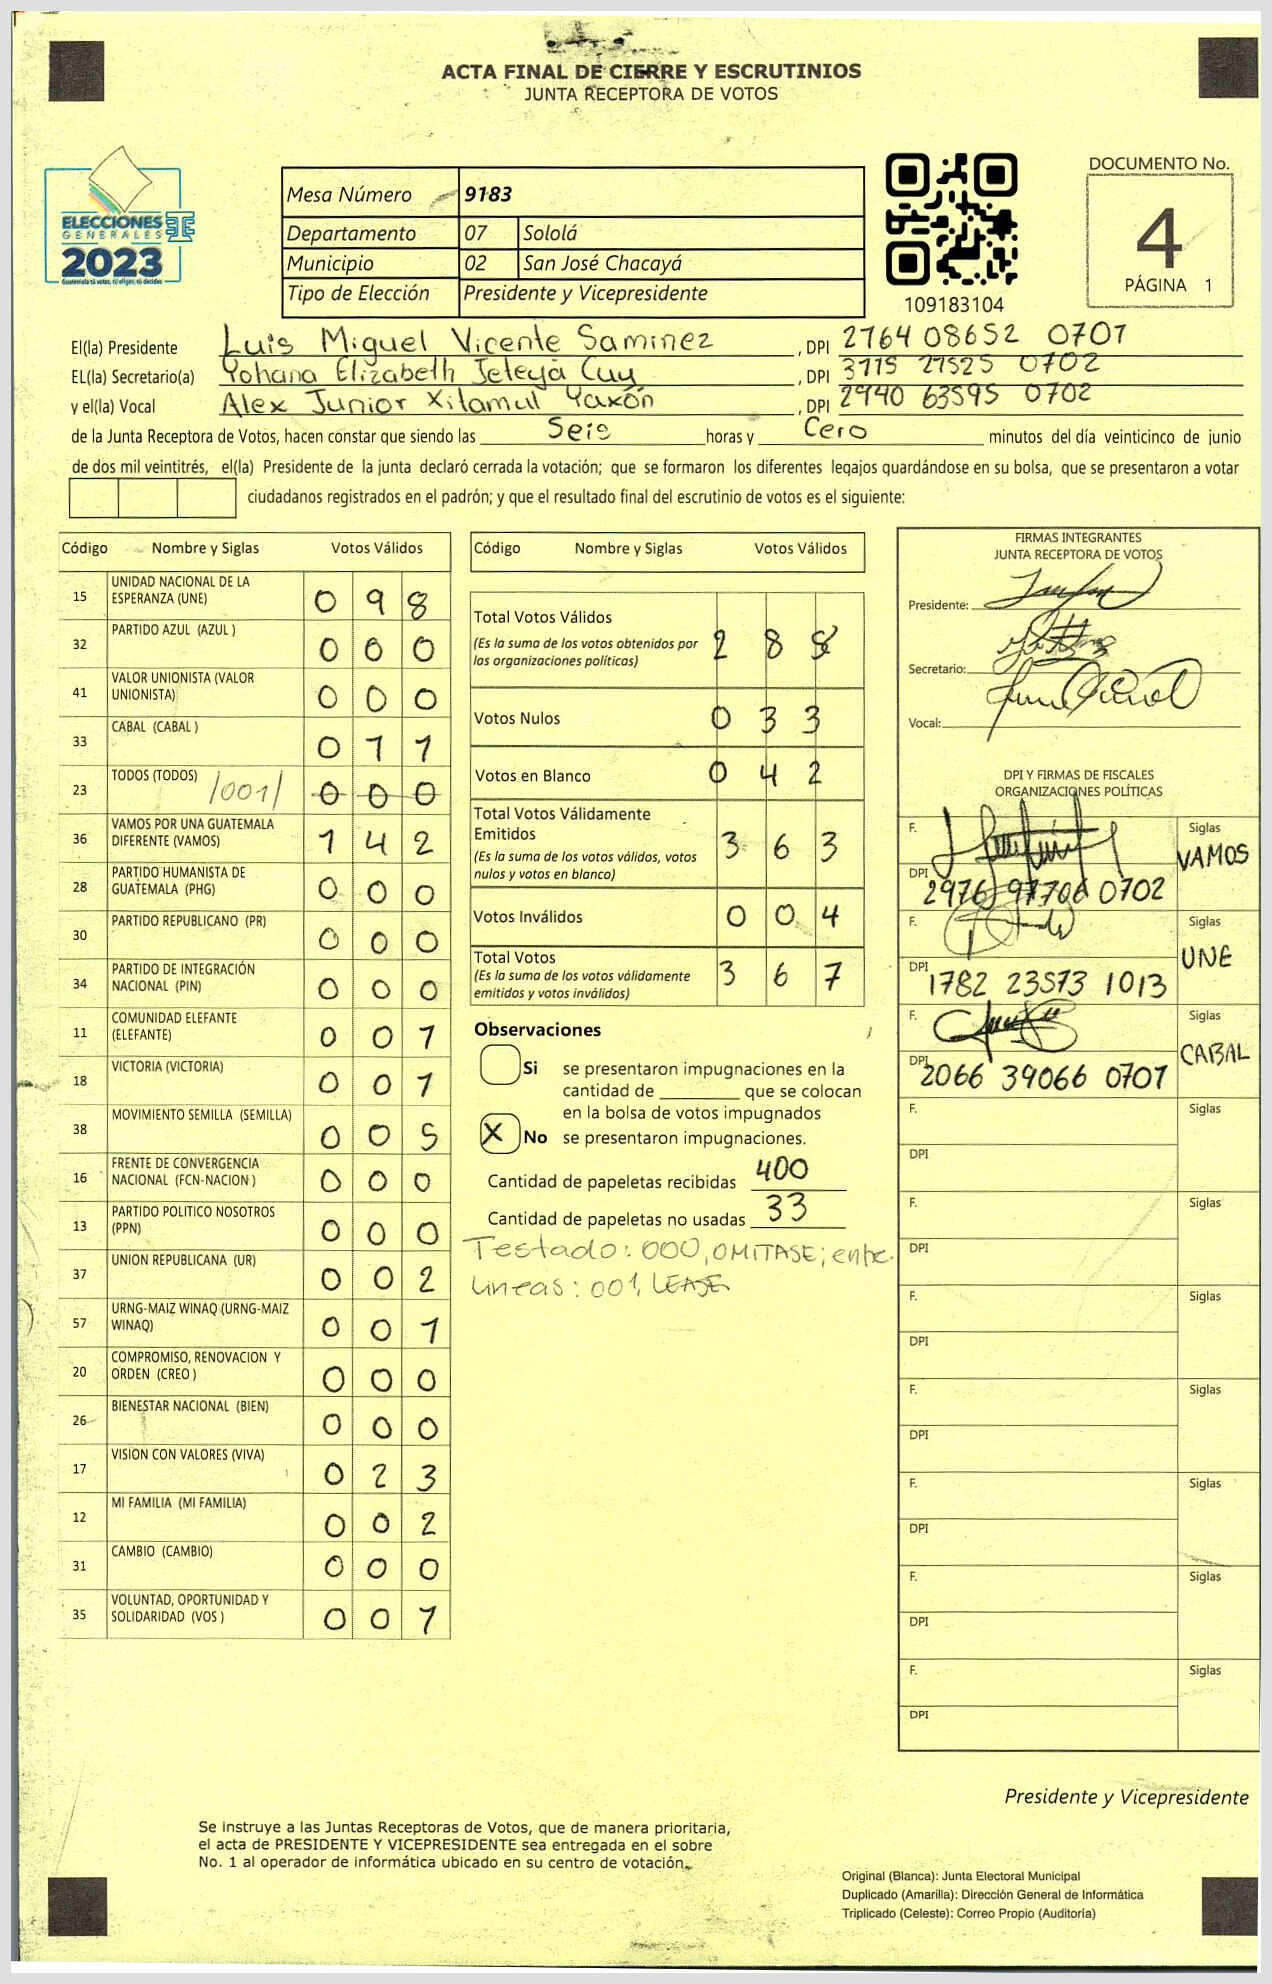 ACTA FINAL DE CIERRE Y ESCRUTINIOS
JUNTA RECEPTORA DE VOTOS
ELECCIONES
GENERALES
2023
Mesa Número 9183
Departamento 07 Sololá
Municipio 02 San José Chacayá
Tipo de Elección Presidente y Vicepresidente
109183104
DOCUMENTO No.
4
PÁGINA 1
El(la) Presidente Luis Miguel Vicente Saminez, DPI 2764 08652 0701
EL(la) Secretario(a) Yohana Elizabeth Jeleya Cuy, DPI 3115 27525 0702
y el(la) Vocal Alex Junior Xitamul Yaxón, DPI 2940 63595 0702
de la Junta Receptora de Votos, hacen constar que siendo las Seis horas y Cero minutos del día veinticinco de junio
de dos mil veintitrés, el(la) Presidente de la junta declaró cerrada la votación; que se formaron los diferentes legajos guardándose en su bolsa, que se presentaron a votar
ciudadanos registrados en el padrón; y que el resultado final del escrutinio de votos es el siguiente:
Código Nombre y Siglas Votos Válidos
15 UNIDAD NACIONAL DE LA ESPERANZA (UNE) 0 9 8
32 PARTIDO AZUL (AZUL ) 0 0 0
41 VALOR UNIONISTA (VALOR UNIONISTA) 0 0 0
33 CABAL (CABAL ) 0 1 1
23 TODOS (TODOS) /001/ 0 0 0
36 VAMOS POR UNA GUATEMALA DIFERENTE (VAMOS) 1 4 2
28 PARTIDO HUMANISTA DE GUATEMALA (PHG) 0 0 0
30 PARTIDO REPUBLICANO (PR) 0 0 0
34 PARTIDO DE INTEGRACIÓN NACIONAL (PIN) 0 0 0
11 COMUNIDAD ELEFANTE (ELEFANTE) 0 0 1
18 VICTORIA (VICTORIA) 0 0 1
38 MOVIMIENTO SEMILLA (SEMILLA) 0 0 5
16 FRENTE DE CONVERGENCIA NACIONAL (FCN-NACION ) 0 0 0
13 PARTIDO POLITICO NOSOTROS (PPN) 0 0 0
37 UNION REPUBLICANA (UR) 0 0 2
57 URNG-MAIZ WINAQ (URNG-MAIZ WINAQ) 0 0 1
20 COMPROMISO, RENOVACION Y ORDEN (CREO ) 0 0 0
26 BIENESTAR NACIONAL (BIEN) 0 0 0
17 VISION CON VALORES (VIVA) 0 2 3
12 MI FAMILIA (MI FAMILIA) 0 0 2
31 CAMBIO (CAMBIO) 0 0 0
35 VOLUNTAD, OPORTUNIDAD Y SOLIDARIDAD (VOS ) 0 0 1
Código Nombre y Siglas Votos Válidos
Total Votos Válidos 2 8 8
(Es la suma de los votos obtenidos por
las organizaciones políticas)
Votos Nulos 0 3 3
Votos en Blanco 0 4 2
Total Votos Válidamente
Emitidos 3 6 3
(Es la suma de los votos válidos, votos
nulos y votos en blanco)
Votos Inválidos 0 0 4
Total Votos 3 6 7
(Es la suma de los votos válidamente
emitidos y votos inválidos)
Observaciones
Si se presentaron impugnaciones en la
cantidad de ________ que se colocan
en la bolsa de votos impugnados
X No se presentaron impugnaciones.
Cantidad de papeletas recibidas 400
Cantidad de papeletas no usadas 33
Testado: 000, OMITASE; entre
lineas: 001, LEASE
FIRMAS INTEGRANTES
JUNTA RECEPTORA DE VOTOS
Presidente:
Secretario:
Vocal:
DPI Y FIRMAS DE FISCALES
ORGANIZACIONES POLÍTICAS
F. Siglas
VAMOS
DPI 2976 97706 0702
F. Siglas
UNE
DPI 1782 23573 1013
F. Siglas
CABAL
DPI 2066 39066 0701
F. Siglas
DPI
F. Siglas
DPI
F. Siglas
DPI
F. Siglas
DPI
F. Siglas
DPI
F. Siglas
DPI
F. Siglas
DPI
Presidente y Vicepresidente
Se instruye a las Juntas Receptoras de Votos, que de manera prioritaria,
el acta de PRESIDENTE Y VICEPRESIDENTE sea entregada en el sobre
No. 1 al operador de informática ubicado en su centro de votación.
Original (Blanca): Junta Electoral Municipal
Duplicado (Amarilla): Dirección General de Informática
Triplicado (Celeste): Correo Propio (Auditoría)